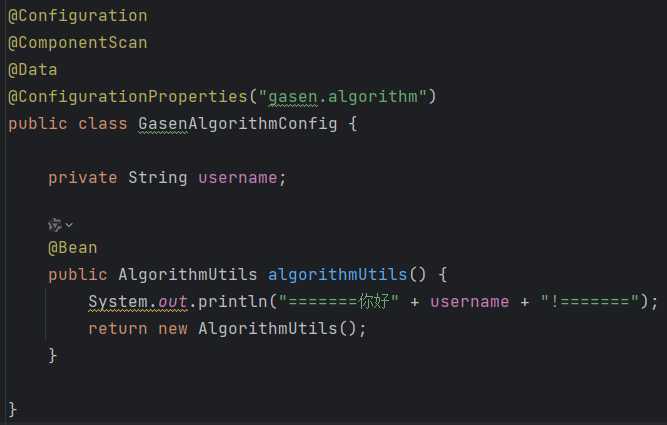 @Configuration
@ComponentScan
@Data
@ConfigurationProperties("gasen.algorithm")
public class GasenAlgorithmConfig {
private String username;
@Bean
public AlgorithmUtils algorithmUtils() {
System.out.println("=======你好" + username + "!=======");
return new AlgorithmUtils();
}
}